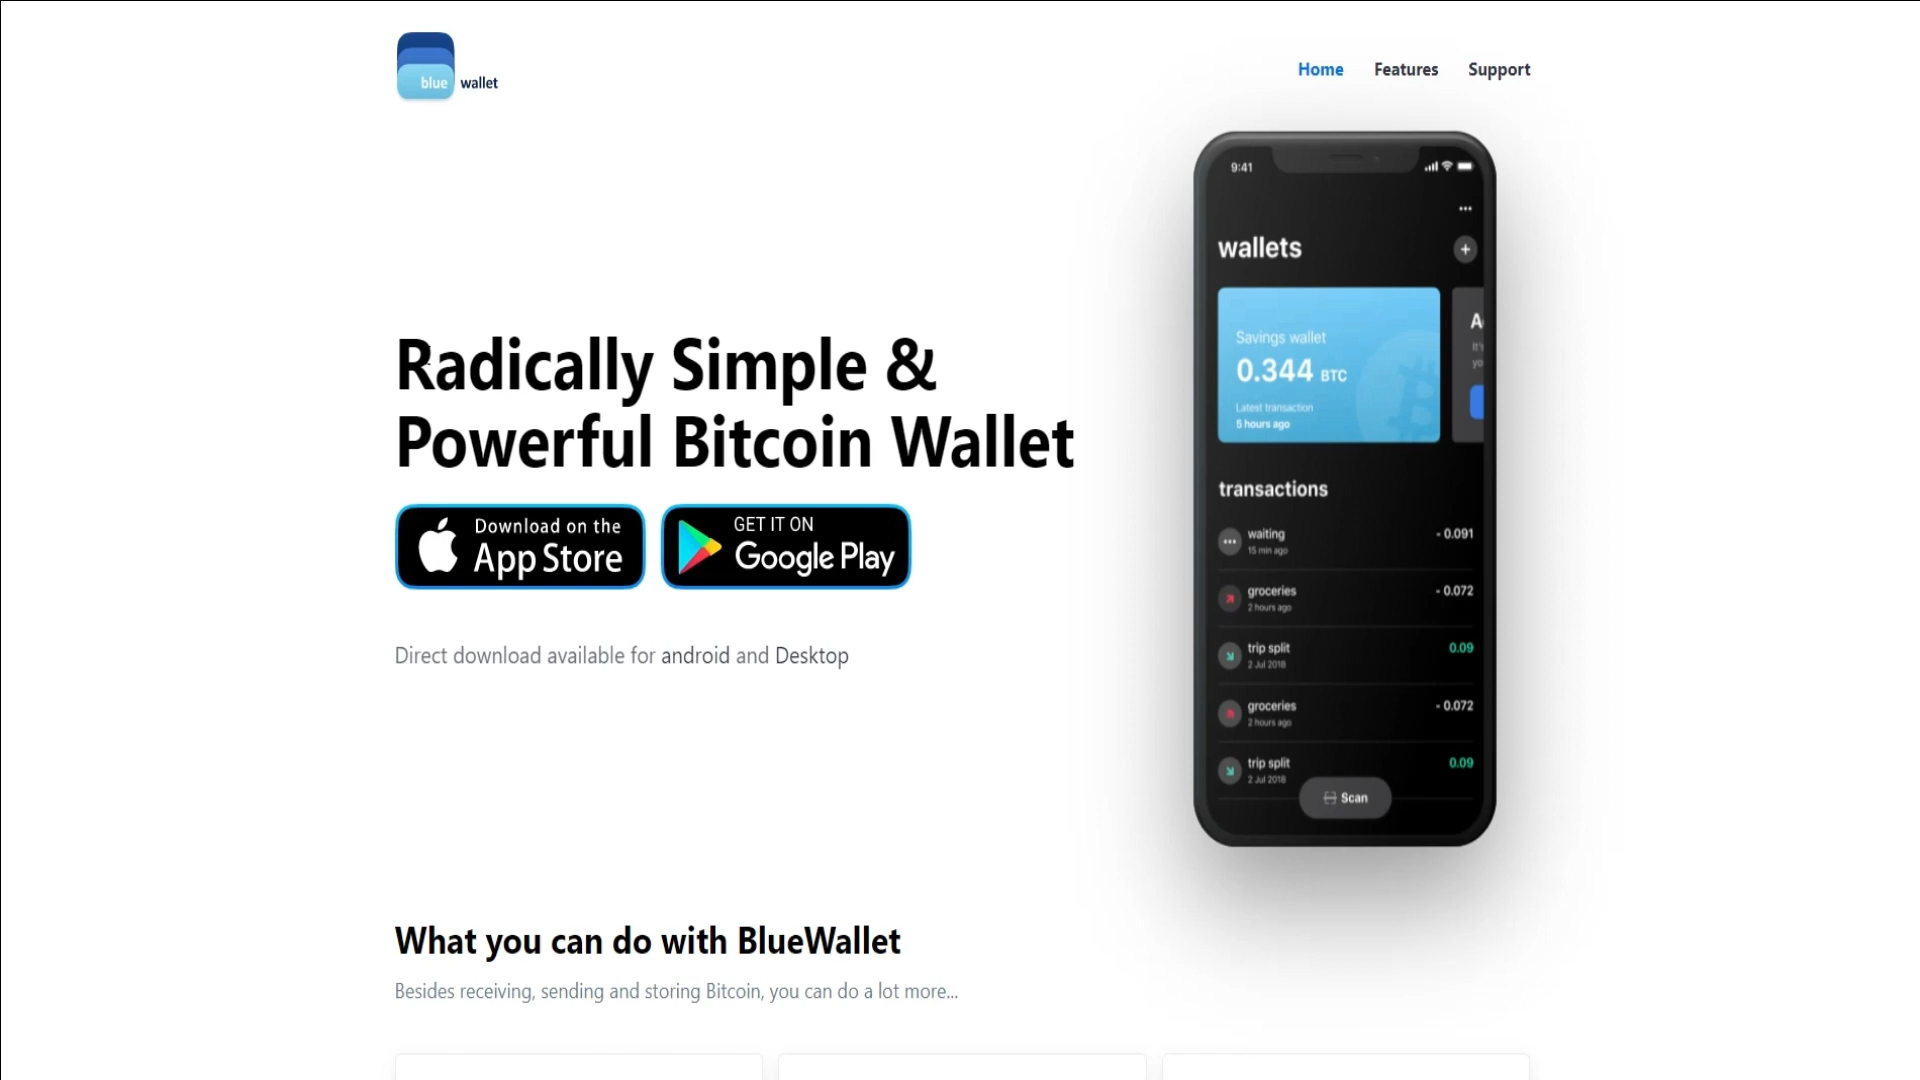 blue wallet
Home Features Support
Radically Simple &
Powerful Bitcoin Wallet
Download on the
App Store
GET IT ON
Google Play
Direct download available for android and Desktop
9:41
wallets
Savings wallet
0.344 BTC
Latest transaction
5 hours ago
transactions
waiting - 0.091
15 min ago
groceries - 0.072
2 hours ago
trip split 0.09
2 Jul 2018
groceries - 0.072
2 hours ago
trip split 0.09
2 Jul 2018
Scan
What you can do with BlueWallet
Besides receiving, sending and storing Bitcoin, you can do a lot more...